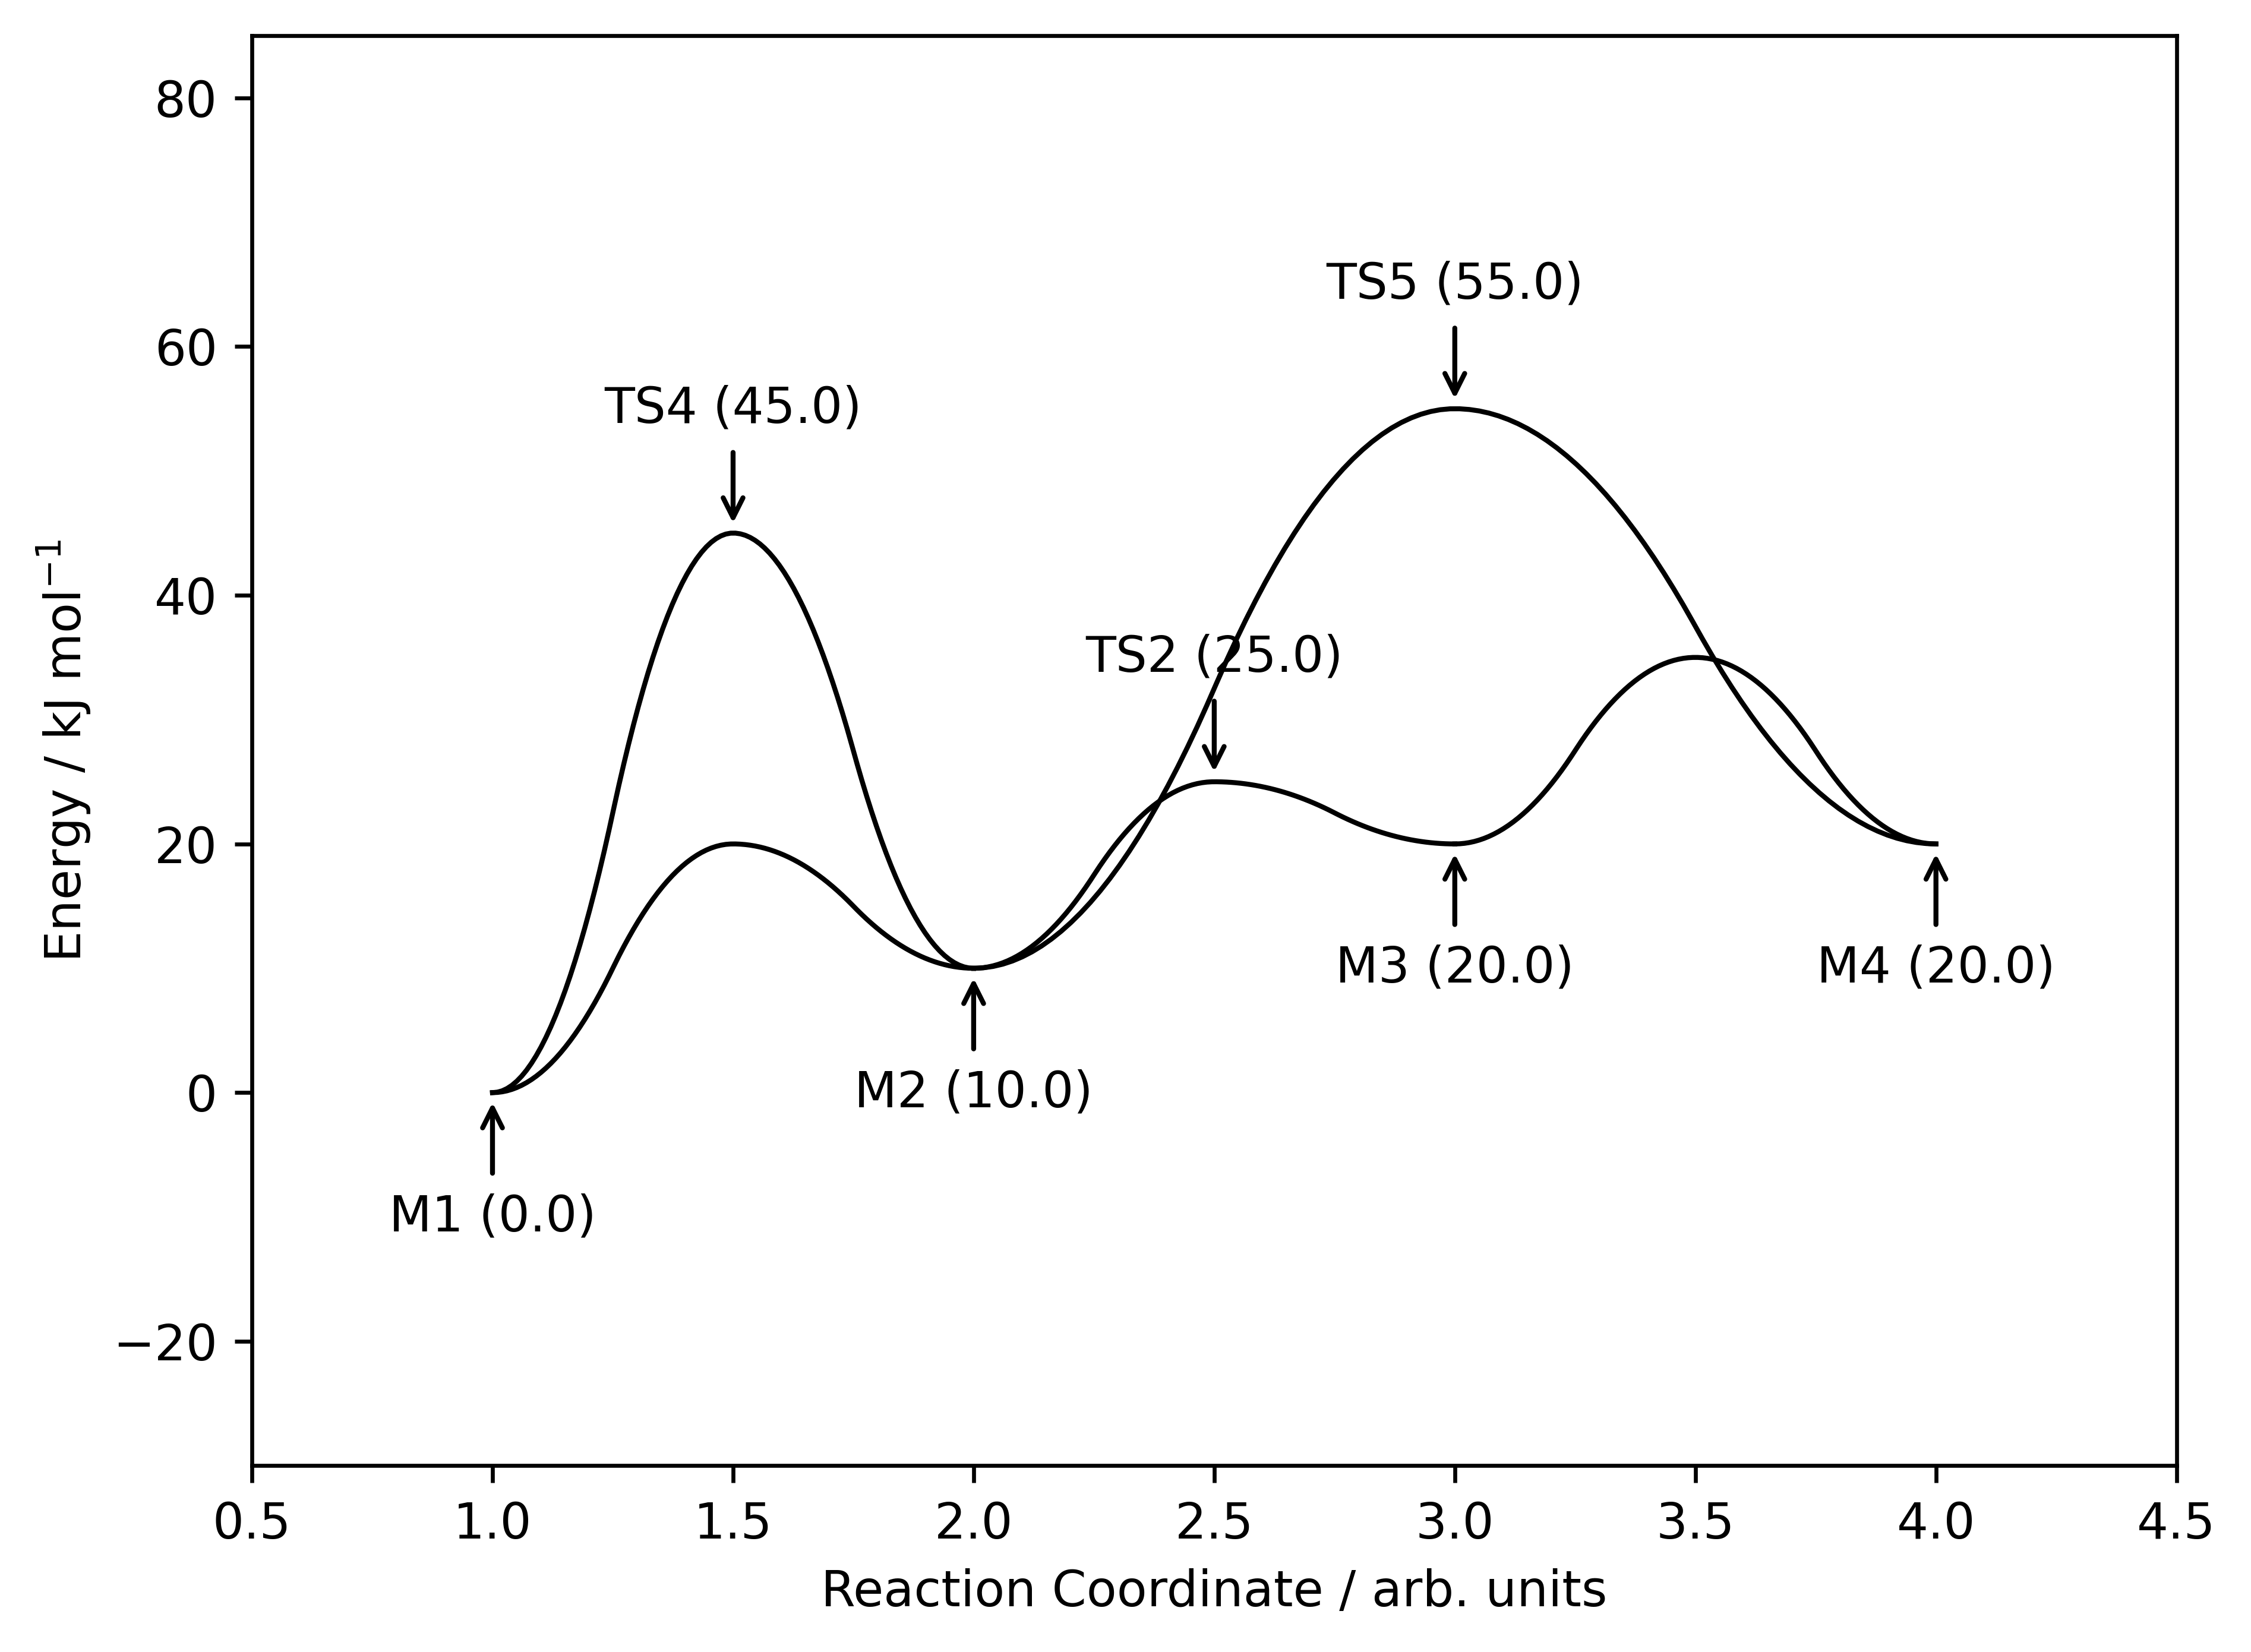 80
60
40
20
0
−20
Energy / kJ mol⁻¹
TS5 (55.0)
TS4 (45.0)
TS2 (25.0)
M3 (20.0)
M4 (20.0)
M2 (10.0)
M1 (0.0)
0.5 1.0 1.5 2.0 2.5 3.0 3.5 4.0 4.5
Reaction Coordinate / arb. units